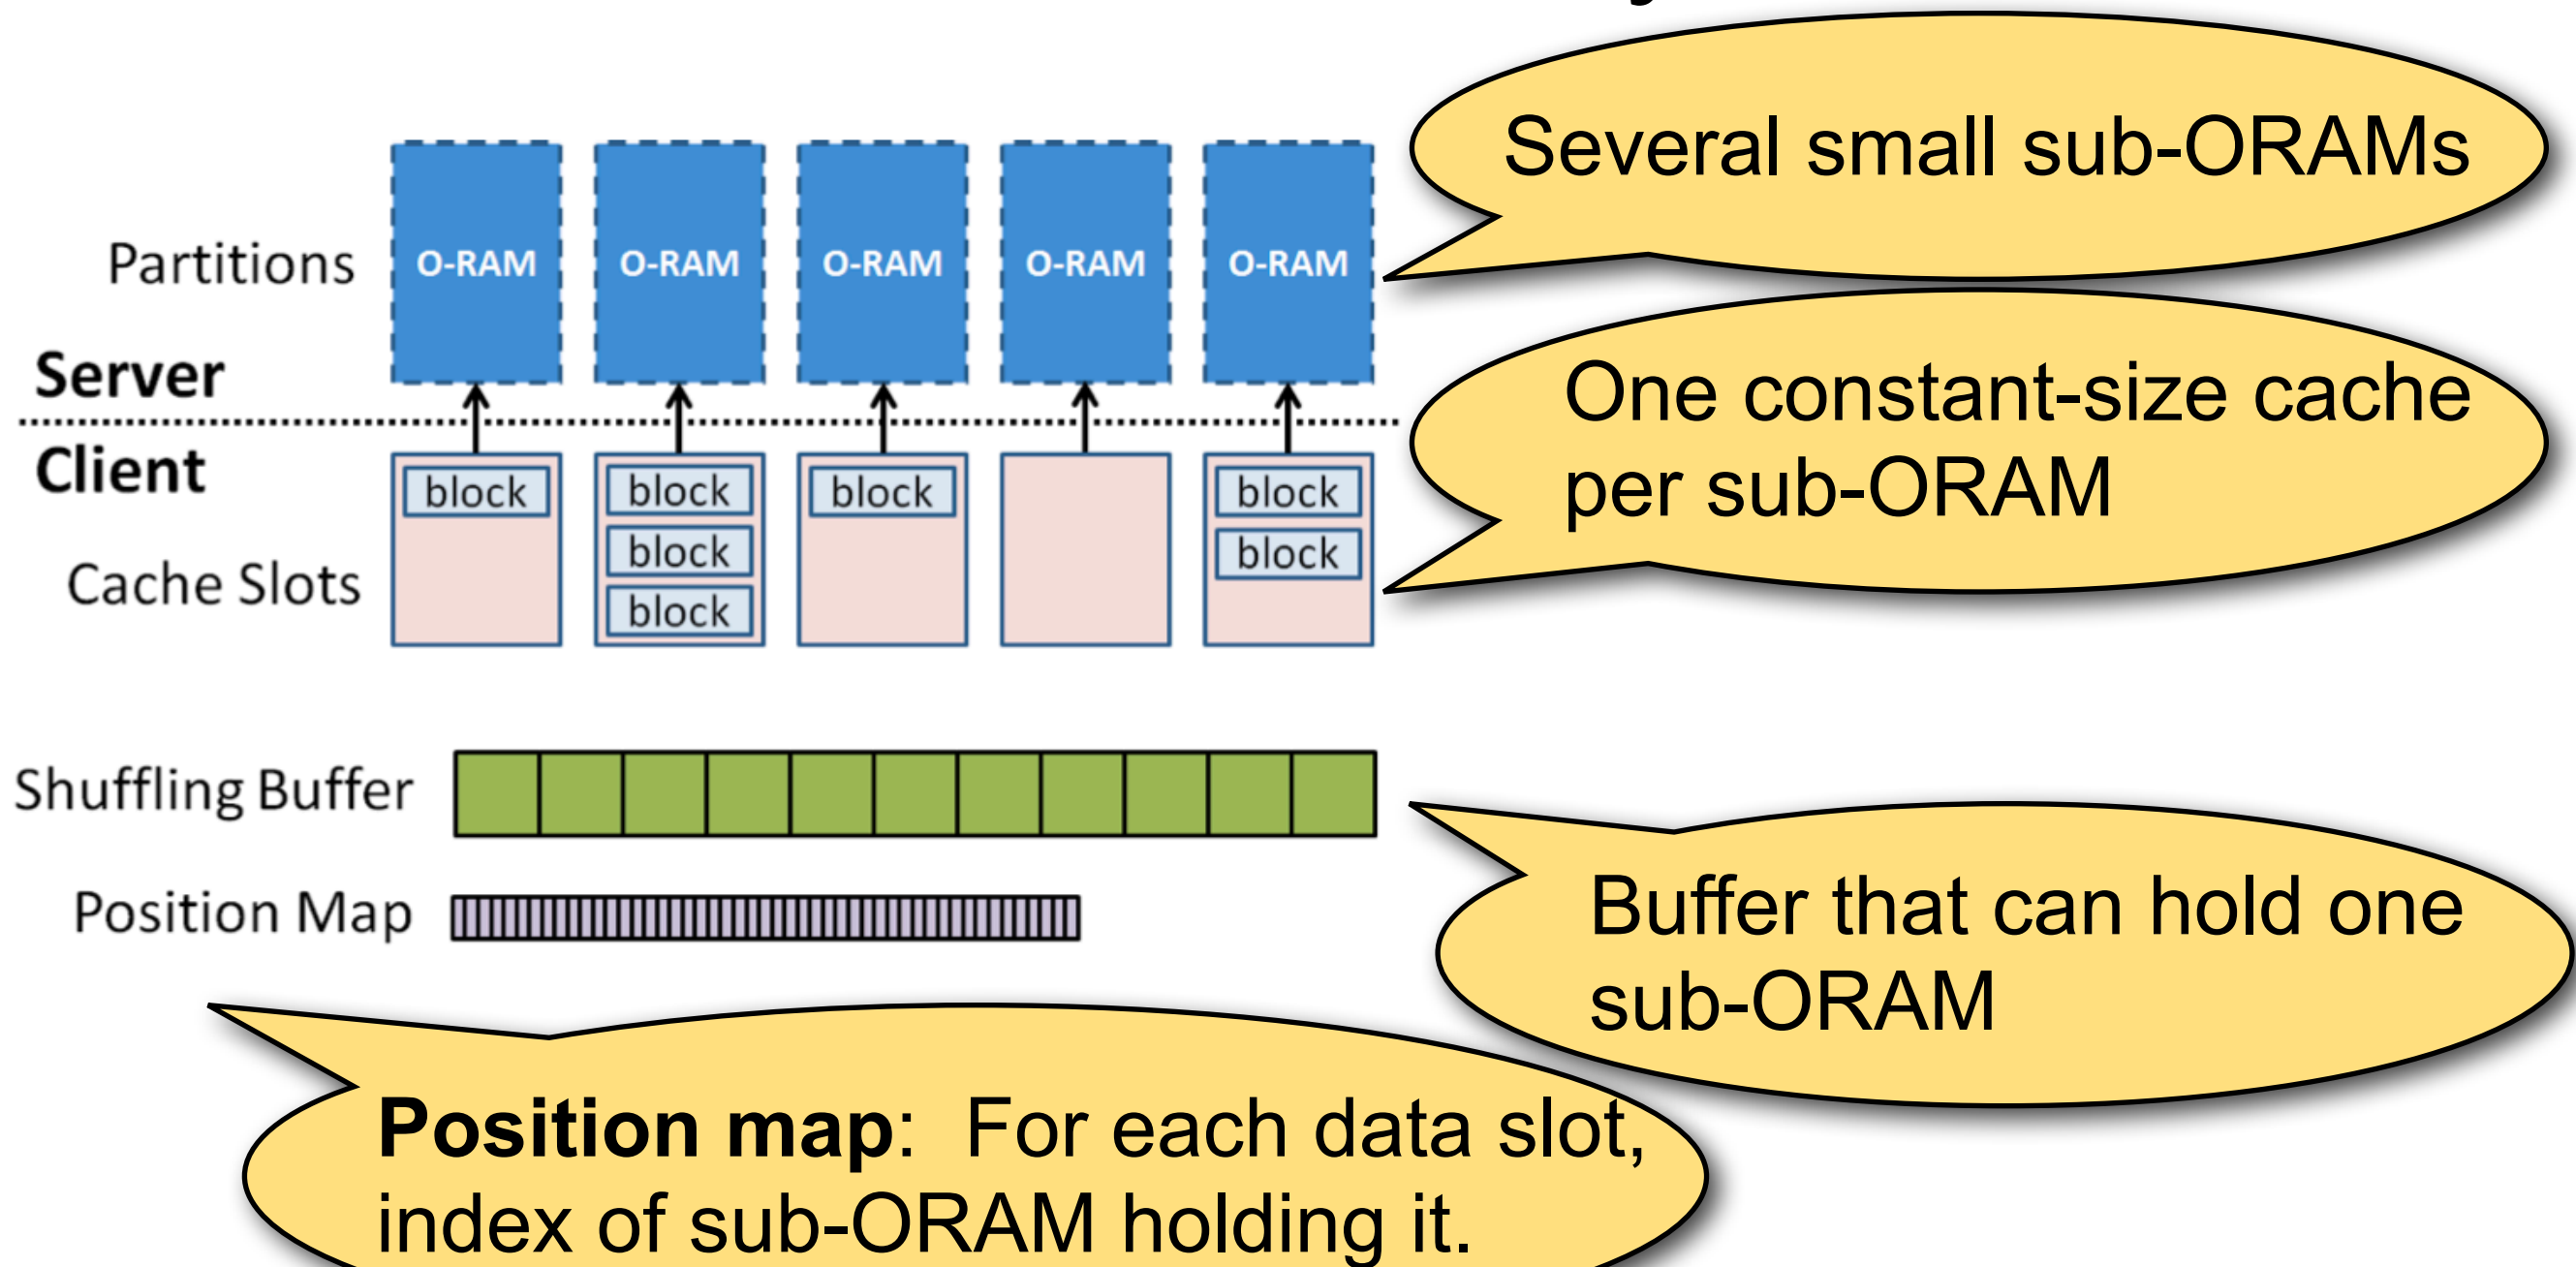 Several small sub-ORAMs
Partitions
O-RAM O-RAM O-RAM O-RAM O-RAM
Server
One constant-size cache
per sub-ORAM
Client
block block block block
block block
block
Cache Slots
Shuffling Buffer
Position Map
Buffer that can hold one
sub-ORAM
Position map: For each data slot,
index of sub-ORAM holding it.